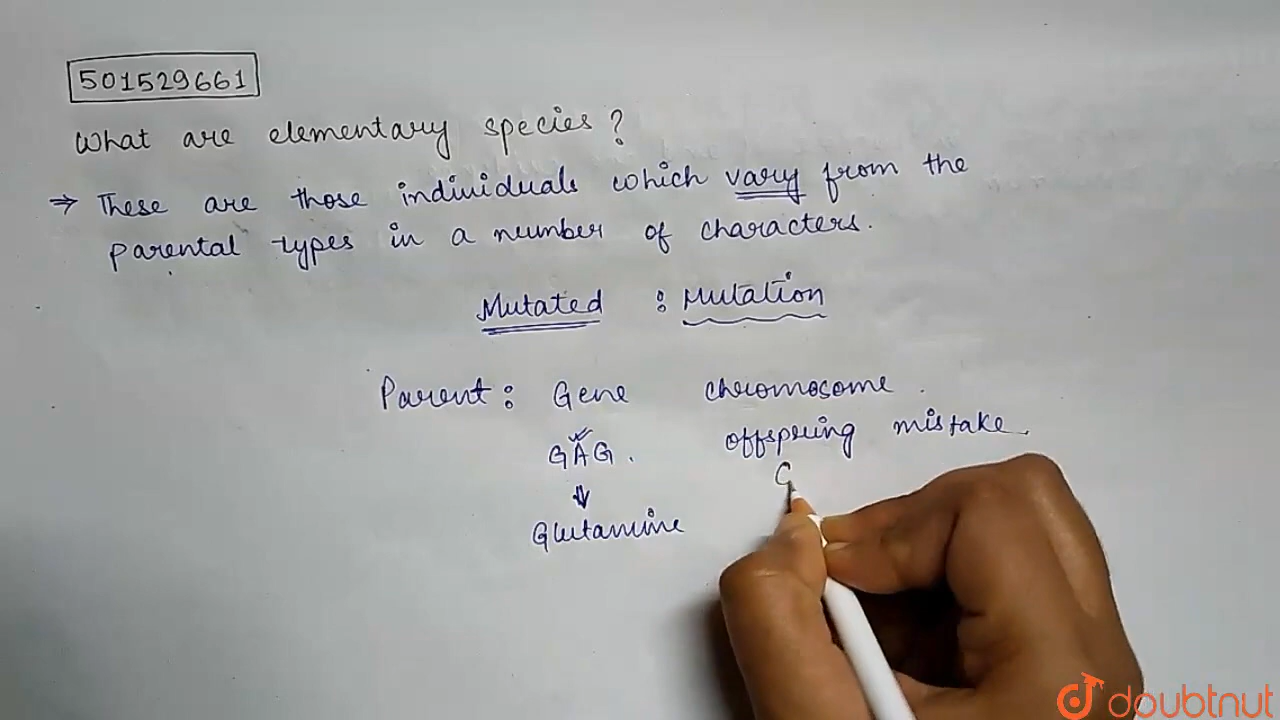 501529661
What are elementary species?
⇒ These are those individuals which vary from the
parental types in a number of characters.
Mutated : Mutation
Parent : Gene chromosome.
offspring mistake.
GAG.
G
⇓
Glutamine
doubtnut